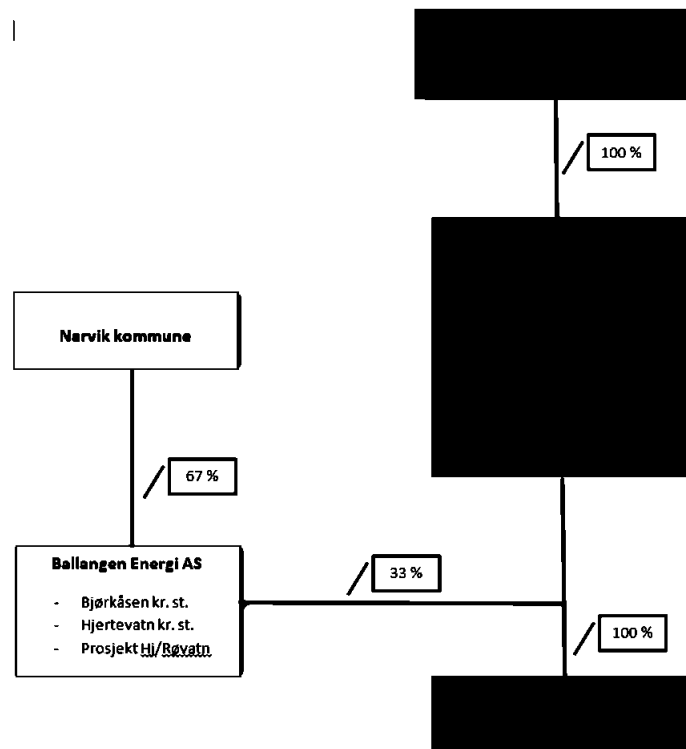 100 %
Narvik kommune
67 %
Ballangen Energi AS
- Bjørkåsen kr. st.
- Hjertevatn kr. st.
- Prosjekt Hj/Røvatn
33 %
100 %